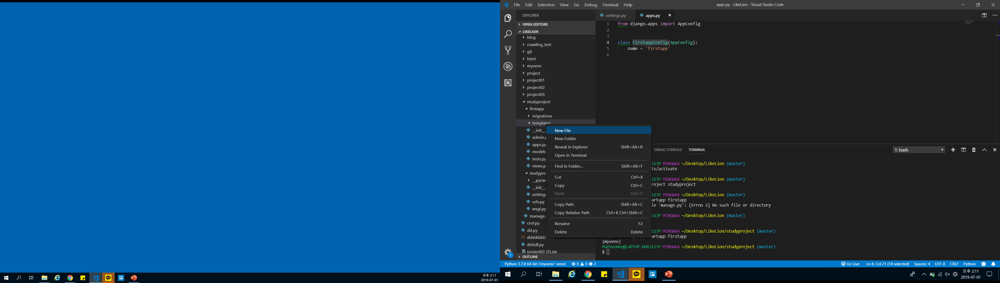 오후 2:11
2019-07-01
File Edit Selection View Go Debug Terminal Help
apps.py - LikeLion - Visual Studio Code
EXPLORER
OPEN EDITORS
LIKELION
blog
crawling_test
git
html
myvenv
project
project01
project02
project03
studyproject
firstapp
migrations
templates
__init__.
admin.p
apps.py
models
tests.py
views.p
studypro
__pycac
__init__.
settings
urls.py
wsgi.py
manage.
crol.py
dd.py
ddddddd.html
dsfsdf.py
project03 (2).zip
OUTLINE
settings.py
apps.py
1 from django.apps import AppConfig
2
3
4 class FirstappConfig(AppConfig):
5 name = 'firstapp'
6
New File
New Folder
Reveal in Explorer Shift+Alt+R
Open in Terminal
Find in Folder... Shift+Alt+F
Cut Ctrl+X
Copy Ctrl+C
Paste Ctrl+V
Copy Path Shift+Alt+C
Copy Relative Path Ctrl+K Ctrl+Shift+C
Rename F2
Delete Delete
DEBUG CONSOLE TERMINAL
1: bash
117P MINGW64 ~/Desktop/LikeLion (master)
ts/activate
117P MINGW64 ~/Desktop/LikeLion (master)
roject studyproject
117P MINGW64 ~/Desktop/LikeLion (master)
artapp firstapp
le 'manage.py': [Errno 2] No such file or directory
117P MINGW64 ~/Desktop/LikeLion (master)
117P MINGW64 ~/Desktop/LikeLion/studyproject (master)
artapp firstapp
(myvenv)
MunSeoHee@LAPTOP-BH83117P MINGW64 ~/Desktop/LikeLion/studyproject (master)
$
1
Python 3.7.0 64-bit ('myvenv': venv) 0 0 2
Go Live Ln 4, Col 21 (14 selected) Spaces: 4 UTF-8 CRLF Python
TALK
TALK
오후 2:11
2019-07-01